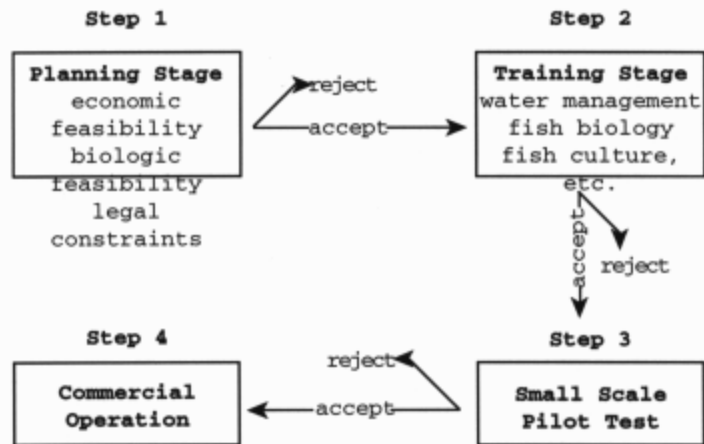 Step 1
Planning Stage
economic
feasibility
biologic
feasibility
legal
constraints
reject
accept
Step 2
Training Stage
water management
fish biology
fish culture,
etc.
accept
reject
Step 3
Small Scale
Pilot Test
reject
accept
Step 4
Commercial
Operation